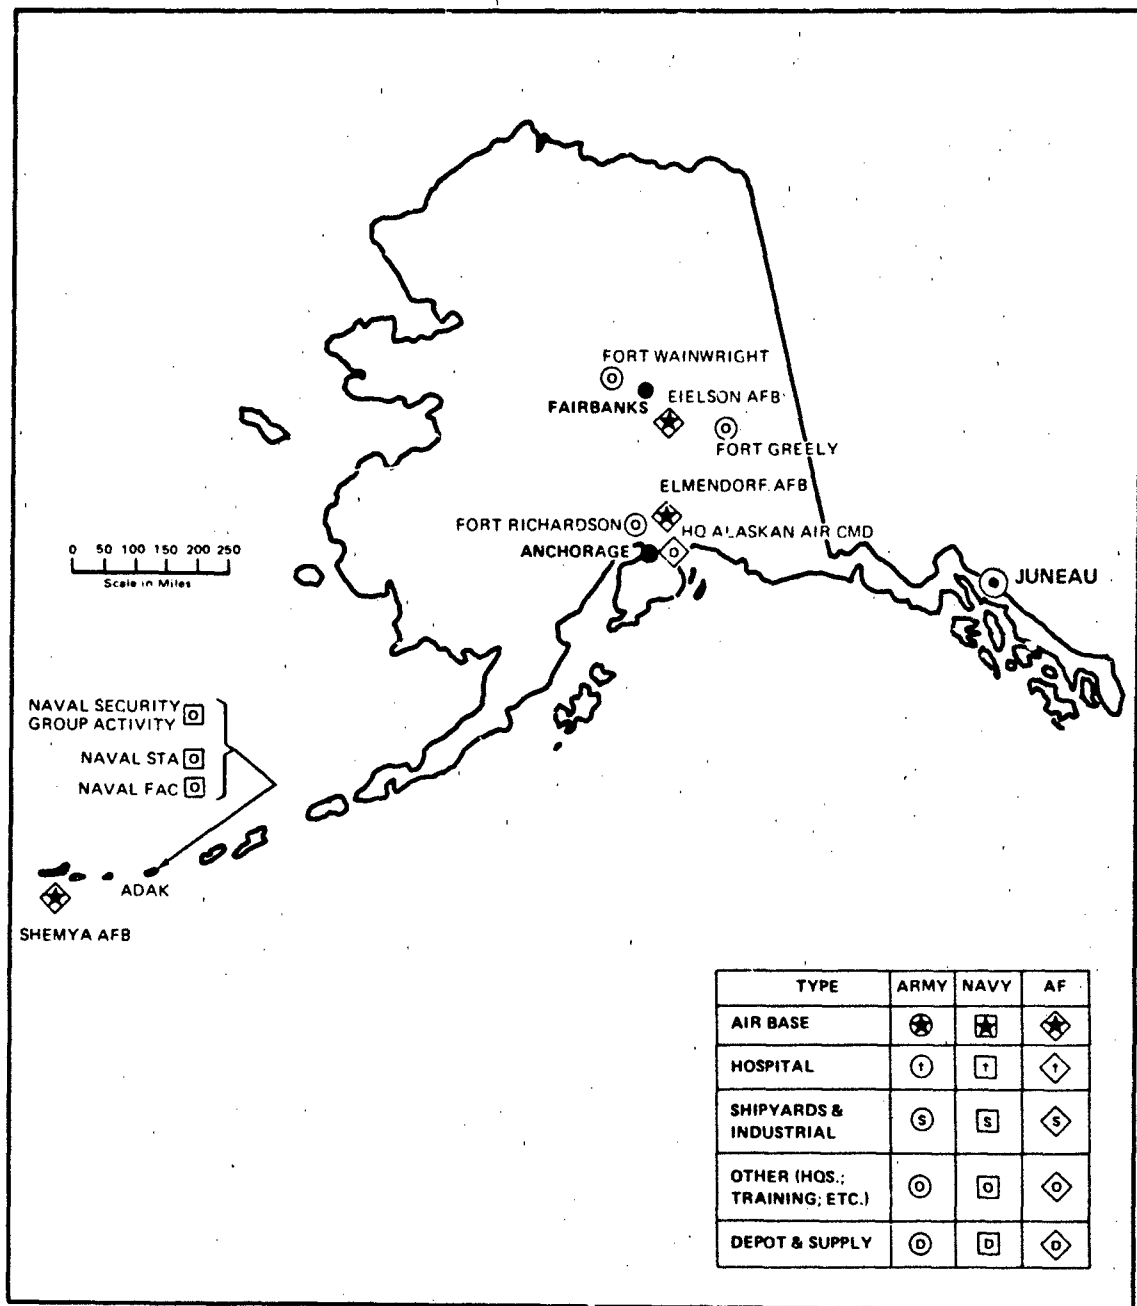 FORT WAINWRIGHT
FAIRBANKS
EIELSON AFB
FORT GREELY
ELMENDORF AFB
FORT RICHARDSON
HQ ALASKAN AIR CMD
ANCHORAGE
0 50 100 150 200 250
Scale in Miles
JUNEAU
NAVAL SECURITY
GROUP ACTIVITY
NAVAL STA
NAVAL FAC
ADAK
SHEMYA AFB
TYPE ARMY NAVY AF
AIR BASE
HOSPITAL
SHIPYARDS & S S S
INDUSTRIAL
OTHER (HQS.; O O O
TRAINING; ETC.)
DEPOT & SUPPLY D D D